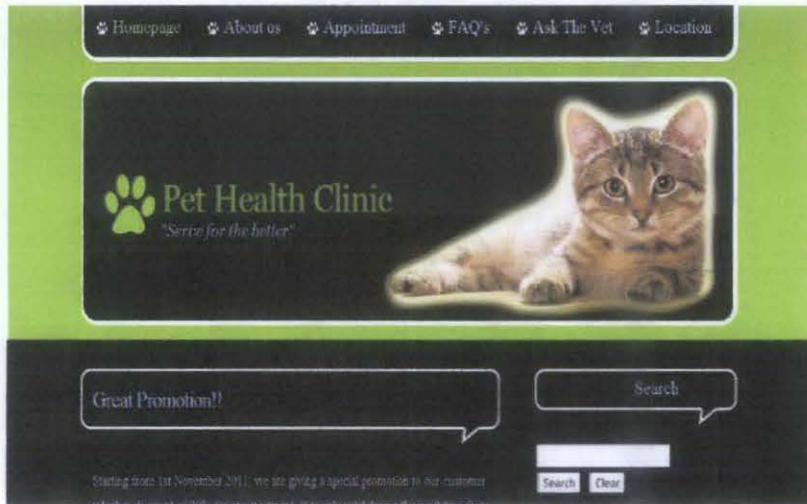 Homepage About us Appointment FAQ's Ask The Vet Location
Pet Health Clinic
"Serve for the better"
Great Promotion!!
Search
Starting from 1st November 2011, we are giving a special promotion to our customer
Search Clear